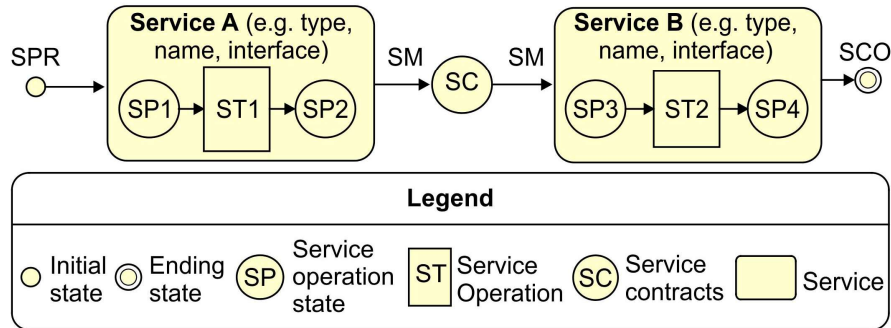 Service A (e.g. type,
name, interface)
Service B (e.g. type,
name, interface)
SPR
SM
SM
SCO
SP1
ST1
SP2
SC
SP3
ST2
SP4
Legend
Initial
state
Ending
state
SP
Service
operation
state
ST
Service
Operation
SC
Service
contracts
Service